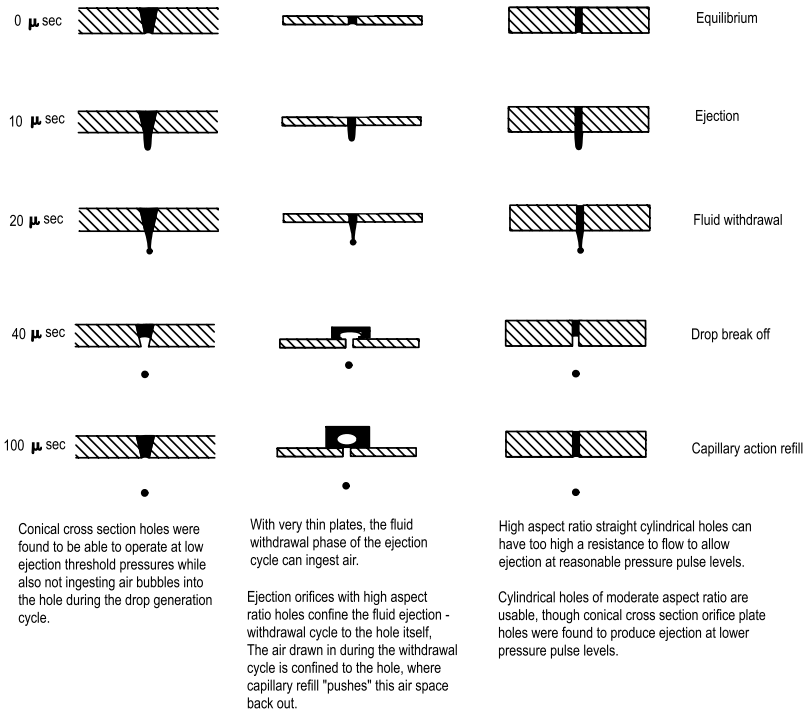 0 μ sec
Equilibrium
10 μ sec
Ejection
20 μ sec
Fluid withdrawal
40 μ sec
Drop break off
100 μ sec
Capillary action refill
Conical cross section holes were
found to be able to operate at low
ejection threshold pressures while
also not ingesting air bubbles into
the hole during the drop generation
cycle.
With very thin plates, the fluid
withdrawal phase of the ejection
cycle can ingest air.
Ejection orifices with high aspect
ratio holes confine the fluid ejection -
withdrawal cycle to the hole itself,
The air drawn in during the withdrawal
cycle is confined to the hole, where
capillary refill "pushes" this air space
back out.
High aspect ratio straight cylindrical holes can
have too high a resistance to flow to allow
ejection at reasonable pressure pulse levels.
Cylindrical holes of moderate aspect ratio are
usable, though conical cross section orifice plate
holes were found to produce ejection at lower
pressure pulse levels.